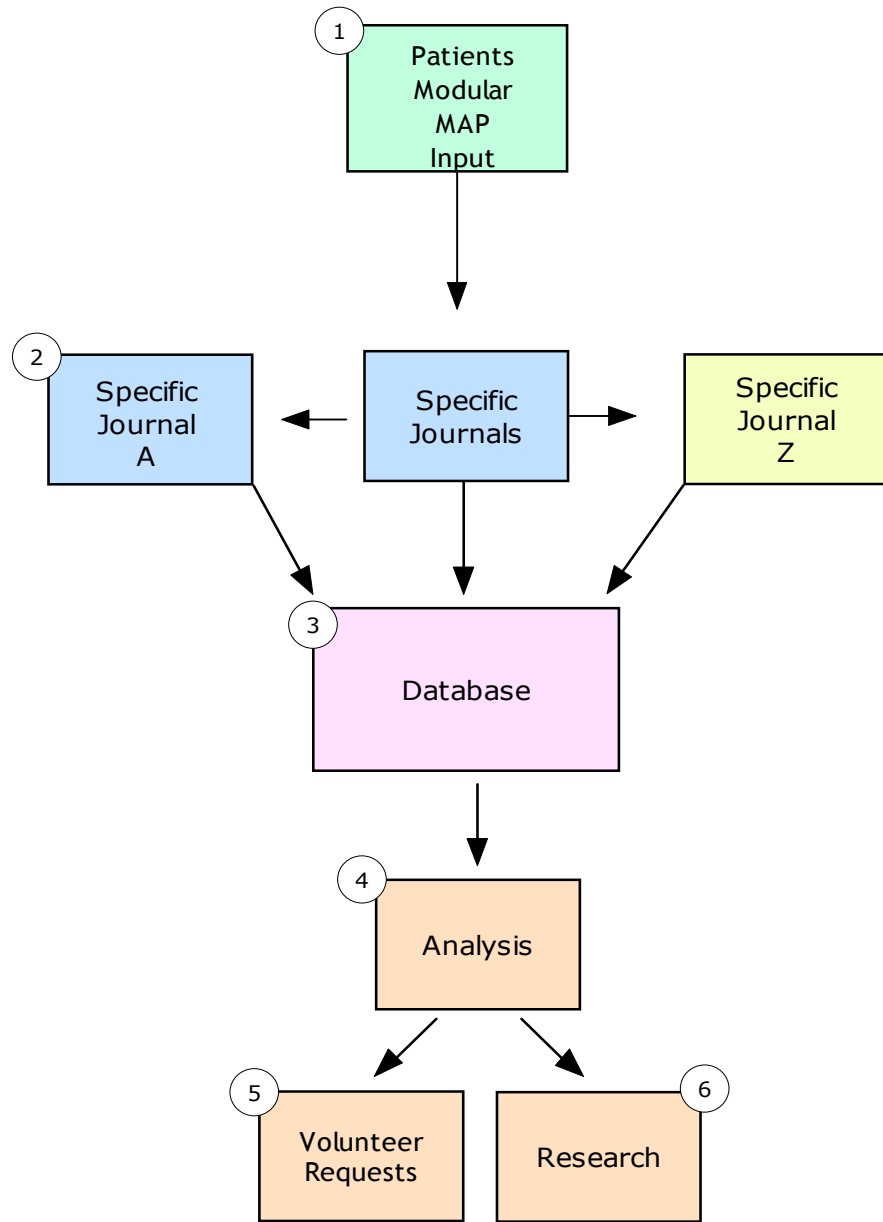 1
Patients
Modular
MAP
Input
2
Specific
Journal
A
Specific
Journals
Specific
Journal
Z
3
Database
4
Analysis
5
Volunteer
Requests
6
Research